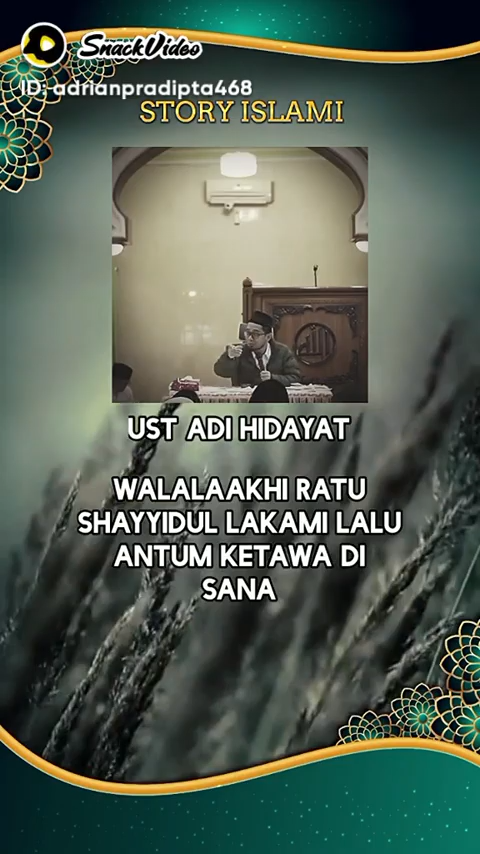 SnackVideo
ID: adrianpradipta468
STORY ISLAMI
UST ADI HIDAYAT
WALALAAKHI RATU
SHAYYIDUL LAKAMI LALU
ANTUM KETAWA DI
SANA